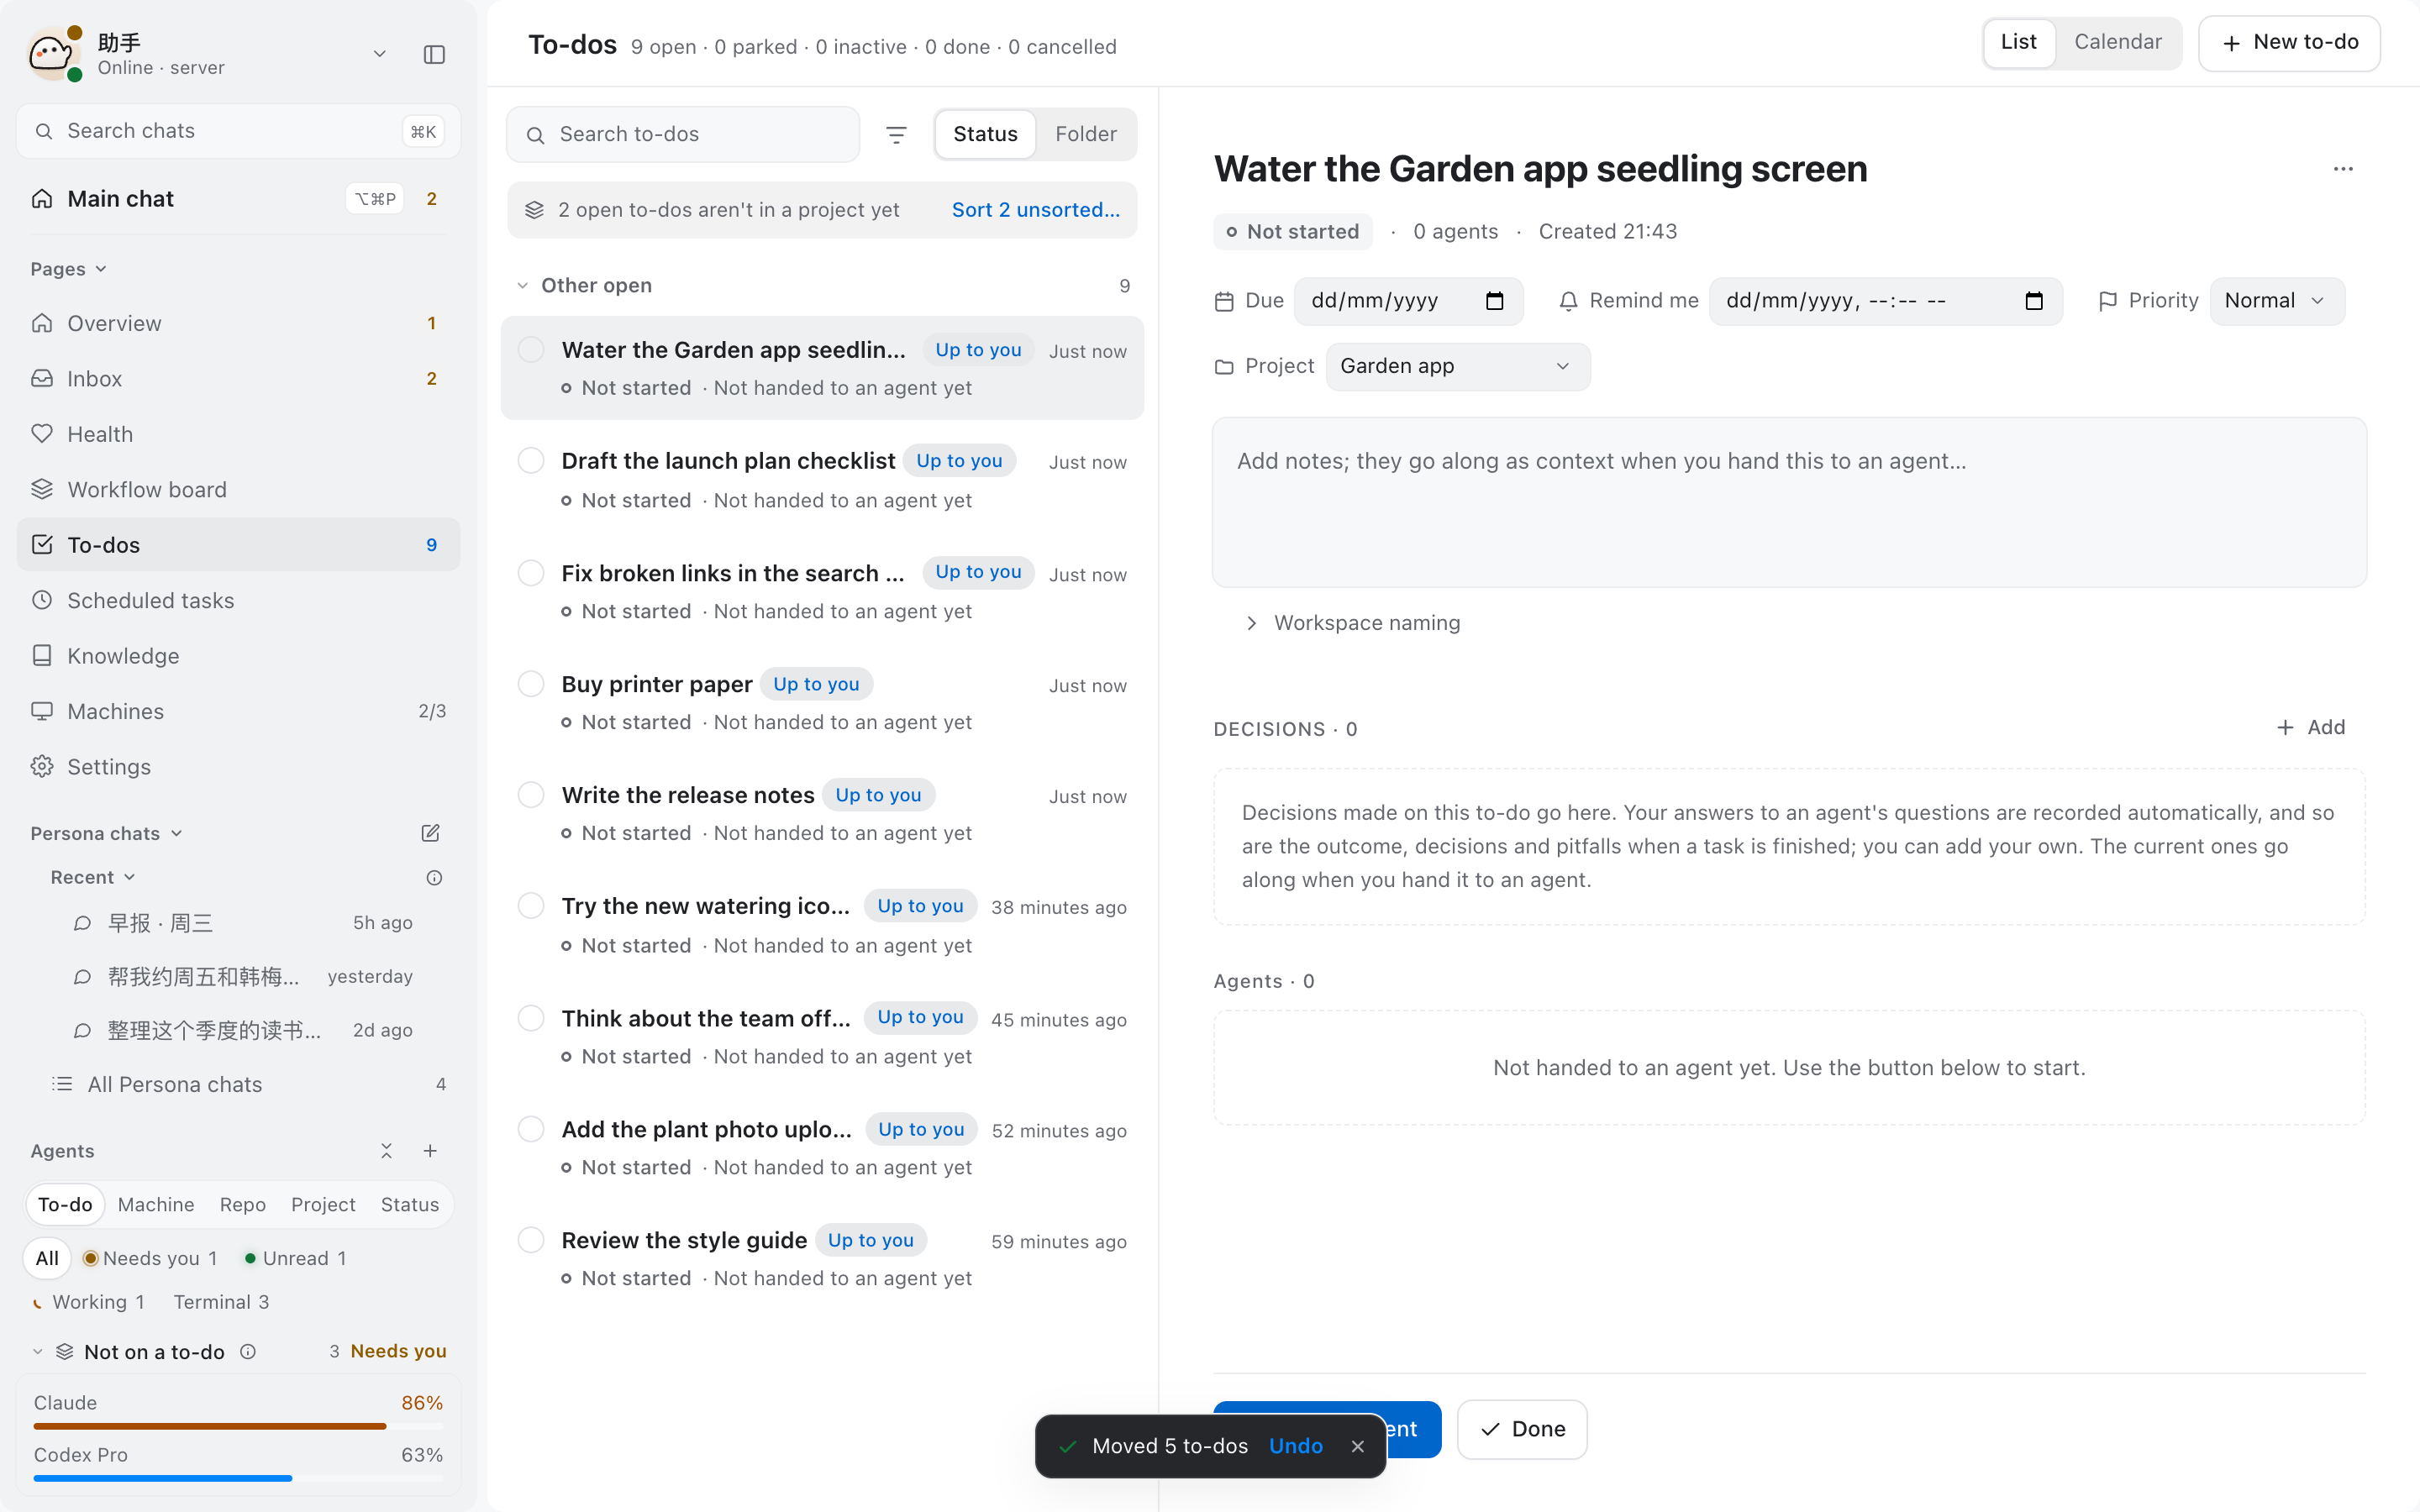 助手
Online · server
Search chats ⌘K
Main chat ⌥⌘P 2
Pages
Overview 1
Inbox 2
Health
Workflow board
To-dos 9
Scheduled tasks
Knowledge
Machines 2/3
Settings
Persona chats
Recent
早报 · 周三 5h ago
帮我约周五和韩梅... yesterday
整理这个季度的读书... 2d ago
All Persona chats 4
Agents
To-do Machine Repo Project Status
All Needs you 1 Unread 1
Working 1 Terminal 3
Not on a to-do 3 Needs you
Claude 86%
Codex Pro 63%
To-dos 9 open · 0 parked · 0 inactive · 0 done · 0 cancelled
List Calendar + New to-do
Search to-dos Status Folder
2 open to-dos aren't in a project yet Sort 2 unsorted...
Other open 9
Water the Garden app seedlin... Up to you Just now
Not started · Not handed to an agent yet
Draft the launch plan checklist Up to you Just now
Not started · Not handed to an agent yet
Fix broken links in the search ... Up to you Just now
Not started · Not handed to an agent yet
Buy printer paper Up to you Just now
Not started · Not handed to an agent yet
Write the release notes Up to you Just now
Not started · Not handed to an agent yet
Try the new watering ico... Up to you 38 minutes ago
Not started · Not handed to an agent yet
Think about the team off... Up to you 45 minutes ago
Not started · Not handed to an agent yet
Add the plant photo uplo... Up to you 52 minutes ago
Not started · Not handed to an agent yet
Review the style guide Up to you 59 minutes ago
Not started · Not handed to an agent yet
Water the Garden app seedling screen
Not started · 0 agents · Created 21:43
Due dd/mm/yyyy Remind me dd/mm/yyyy, --:-- -- Priority Normal
Project Garden app
Add notes; they go along as context when you hand this to an agent...
Workspace naming
DECISIONS · 0 + Add
Decisions made on this to-do go here. Your answers to an agent's questions are recorded automatically, and so
are the outcome, decisions and pitfalls when a task is finished; you can add your own. The current ones go
along when you hand it to an agent.
Agents · 0
Not handed to an agent yet. Use the button below to start.
Done
Moved 5 to-dos Undo